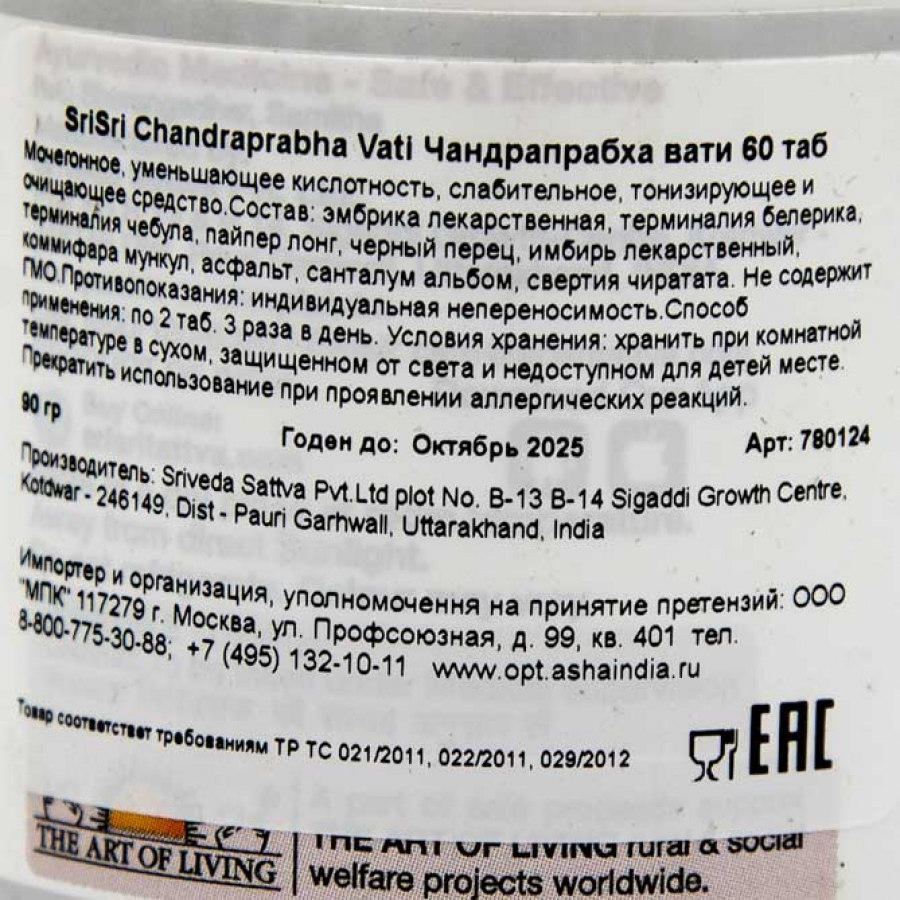 SriSri Chandraprabha Vati Чандрапрабха вати 60 таб
Мочегонное, уменьшающее кислотность, слабительное, тонизирующее и
очищающее средство.Состав: эмбрика лекарственная, терминалия белерика,
терминалия чебула, пайпер лонг, черный перец, имбирь лекарственный,
коммифара мункул, асфальт, санталум альбом, свертия чиратата. Не содержит
ГМО.Противопоказания: индивидуальная непереносимость.Способ
применения: по 2 таб. 3 раза в день. Условия хранения: хранить при комнатной
температуре в сухом, защищенном от света и недоступном для детей месте.
Прекратить использование при проявлении аллергических реакций.
90 гр
Годен до: Октябрь 2025 Арт: 780124
Производитель: Sriveda Sattva Pvt.Ltd plot No. B-13 B-14 Sigaddi Growth Centre,
Kotdwar - 246149, Dist - Pauri Garhwall, Uttarakhand, India
Импортер и организация, уполномочена на принятие претензий: ООО
"МПК" 117279 г. Москва, ул. Профсоюзная, д. 99, кв. 401 тел.
8-800-775-30-88; +7 (495) 132-10-11 www.opt.ashaindia.ru
Товар соответствет требованиям ТР ТС 021/2011, 022/2011, 029/2012
EAC
THE ART OF LIVING
THE ART OF LIVING rural & social
welfare projects worldwide.